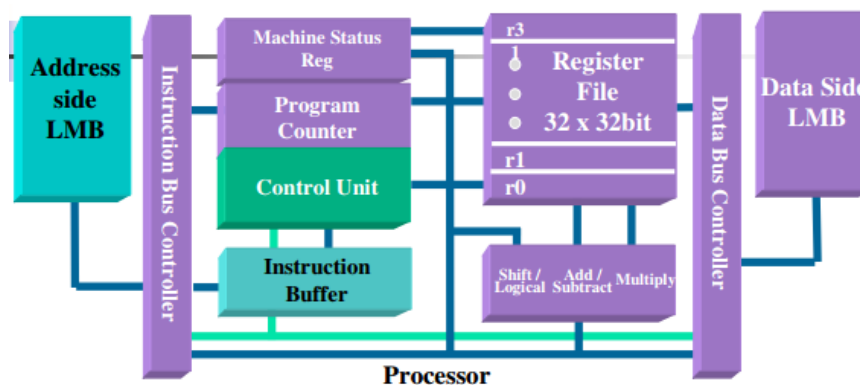 Address
side
LMB
Instruction Bus Controller
Machine Status
Reg
Program
Counter
Control Unit
Instruction
Buffer
r3
1
Register
File
32 x 32bit
r1
r0
Shift /
Logical
Add /
Subtract
Multiply
Data Bus Controller
Data Side
LMB
Processor